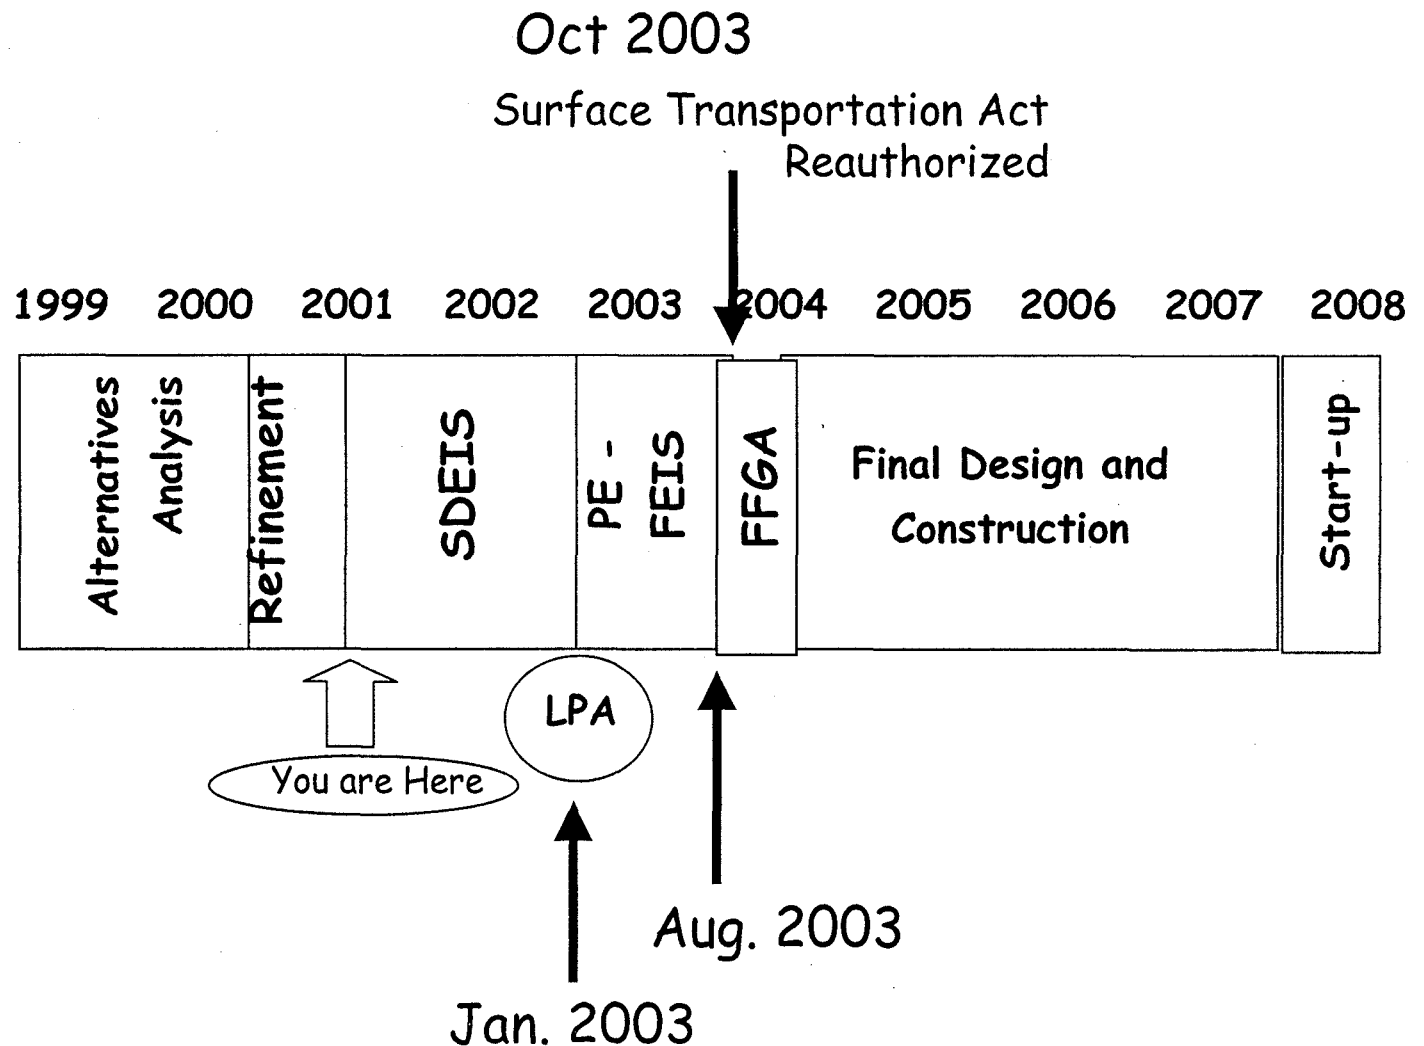 Oct 2003
Surface Transportation Act
Reauthorized
1999 2000 2001 2002 2003 2004 2005 2006 2007 2008
Alternatives
Analysis
Refinement
SDEIS
PE -
FEIS
FFGA
Final Design and
Construction
Start-up
LPA
You are Here
Aug. 2003
Jan. 2003